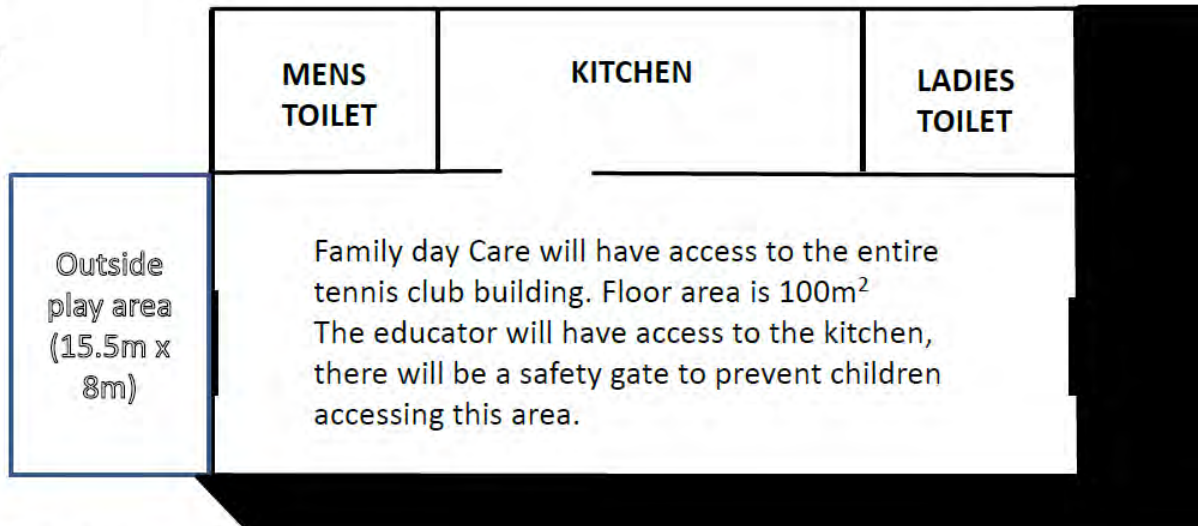 MENS
TOILET
KITCHEN
LADIES
TOILET
Outside
play area
(15.5m x
8m)
Family day Care will have access to the entire
tennis club building. Floor area is 100m²
The educator will have access to the kitchen,
there will be a safety gate to prevent children
accessing this area.